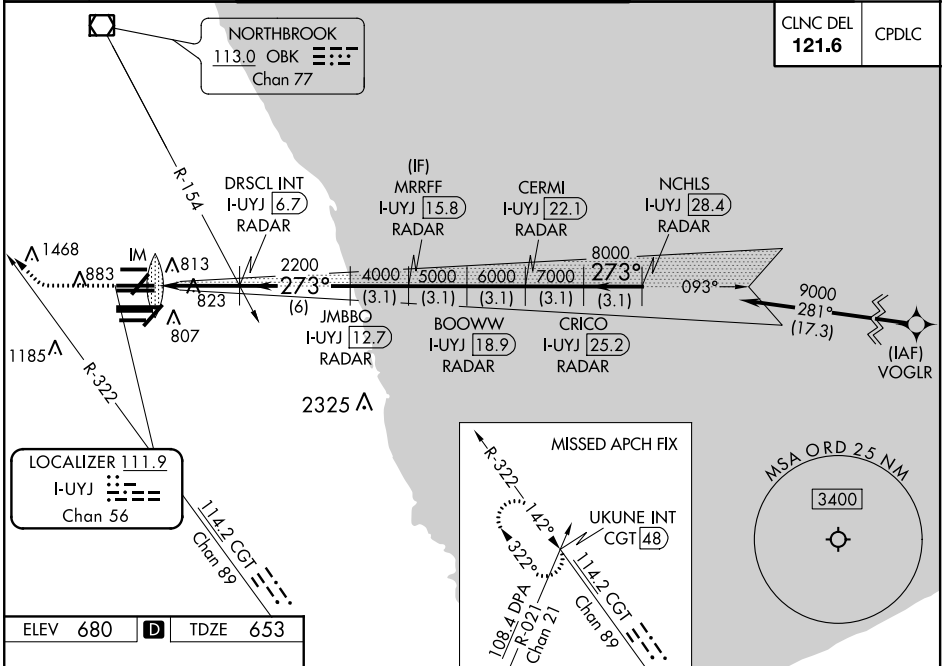 CLNC DEL
121.6
CPDLC
NORTHBROOK
113.0 OBK
Chan 77
R-154
DRSCL INT
I-UYJ 6.7
RADAR
(IF)
MRRFF
I-UYJ 15.8
RADAR
CERMI
I-UYJ 22.1
RADAR
NCHLS
I-UYJ 28.4
RADAR
1468
883
IM
813
823
807
2200
273°
(6)
4000
(3.1)
5000
(3.1)
6000
(3.1)
7000
(3.1)
8000
273°
(3.1)
093°
9000
281°
(17.3)
(IAF)
VOGLR
JMBBO
I-UYJ 12.7
RADAR
BOOWW
I-UYJ 18.9
RADAR
CRICO
I-UYJ 25.2
RADAR
1185
R-322
2325
LOCALIZER 111.9
I-UYJ
Chan 56
114.2 CGT
Chan 89
MISSED APCH FIX
R-322
142°
322°
UKUNE INT
CGT 48
114.2 CGT
Chan 89
108.4 DPA
R-021
Chan 21
MSA ORD 25 NM
3400
ELEV 680 D TDZE 653